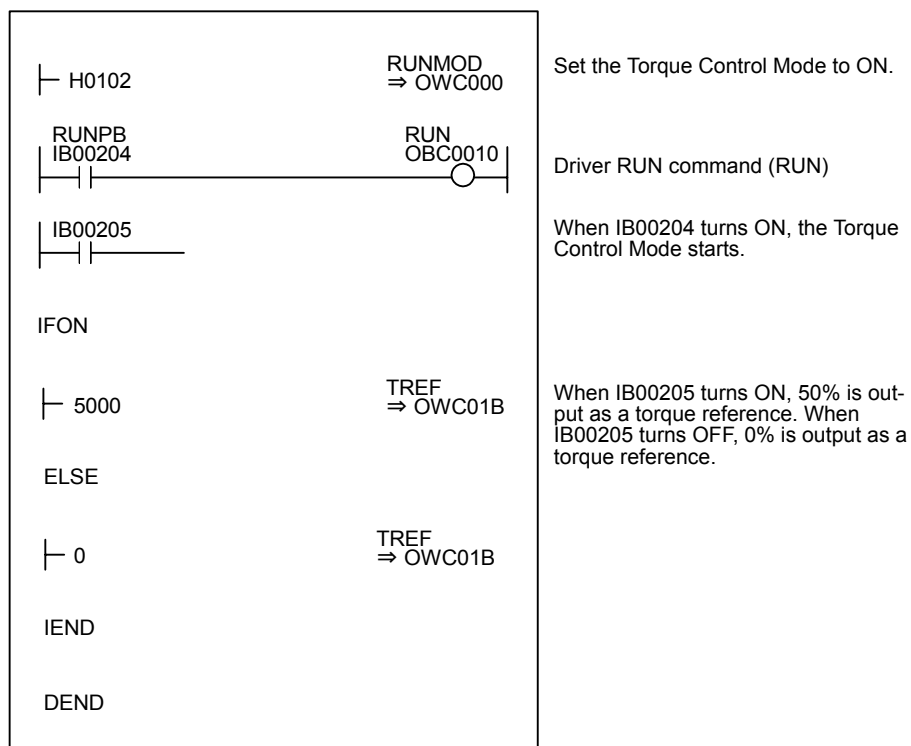 H0102
RUNMOD
⇒ OWC000
Set the Torque Control Mode to ON.
RUNPB
IB00204
RUN
OBC0010
Driver RUN command (RUN)
IB00205
When IB00204 turns ON, the Torque
Control Mode starts.
IFON
5000
TREF
⇒ OWC01B
When IB00205 turns ON, 50% is out-
put as a torque reference. When
IB00205 turns OFF, 0% is output as a
torque reference.
ELSE
0
TREF
⇒ OWC01B
IEND
DEND